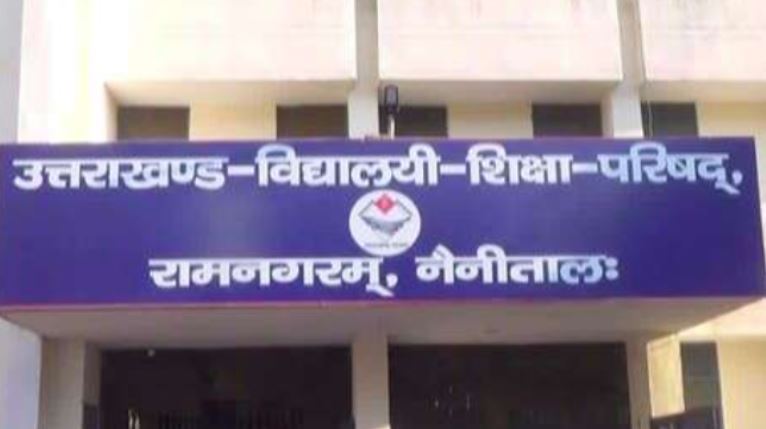 उत्तराखण्ड-विद्यालयी-शिक्षा-परिषद्,
रामनगरम्, नैनीतालः